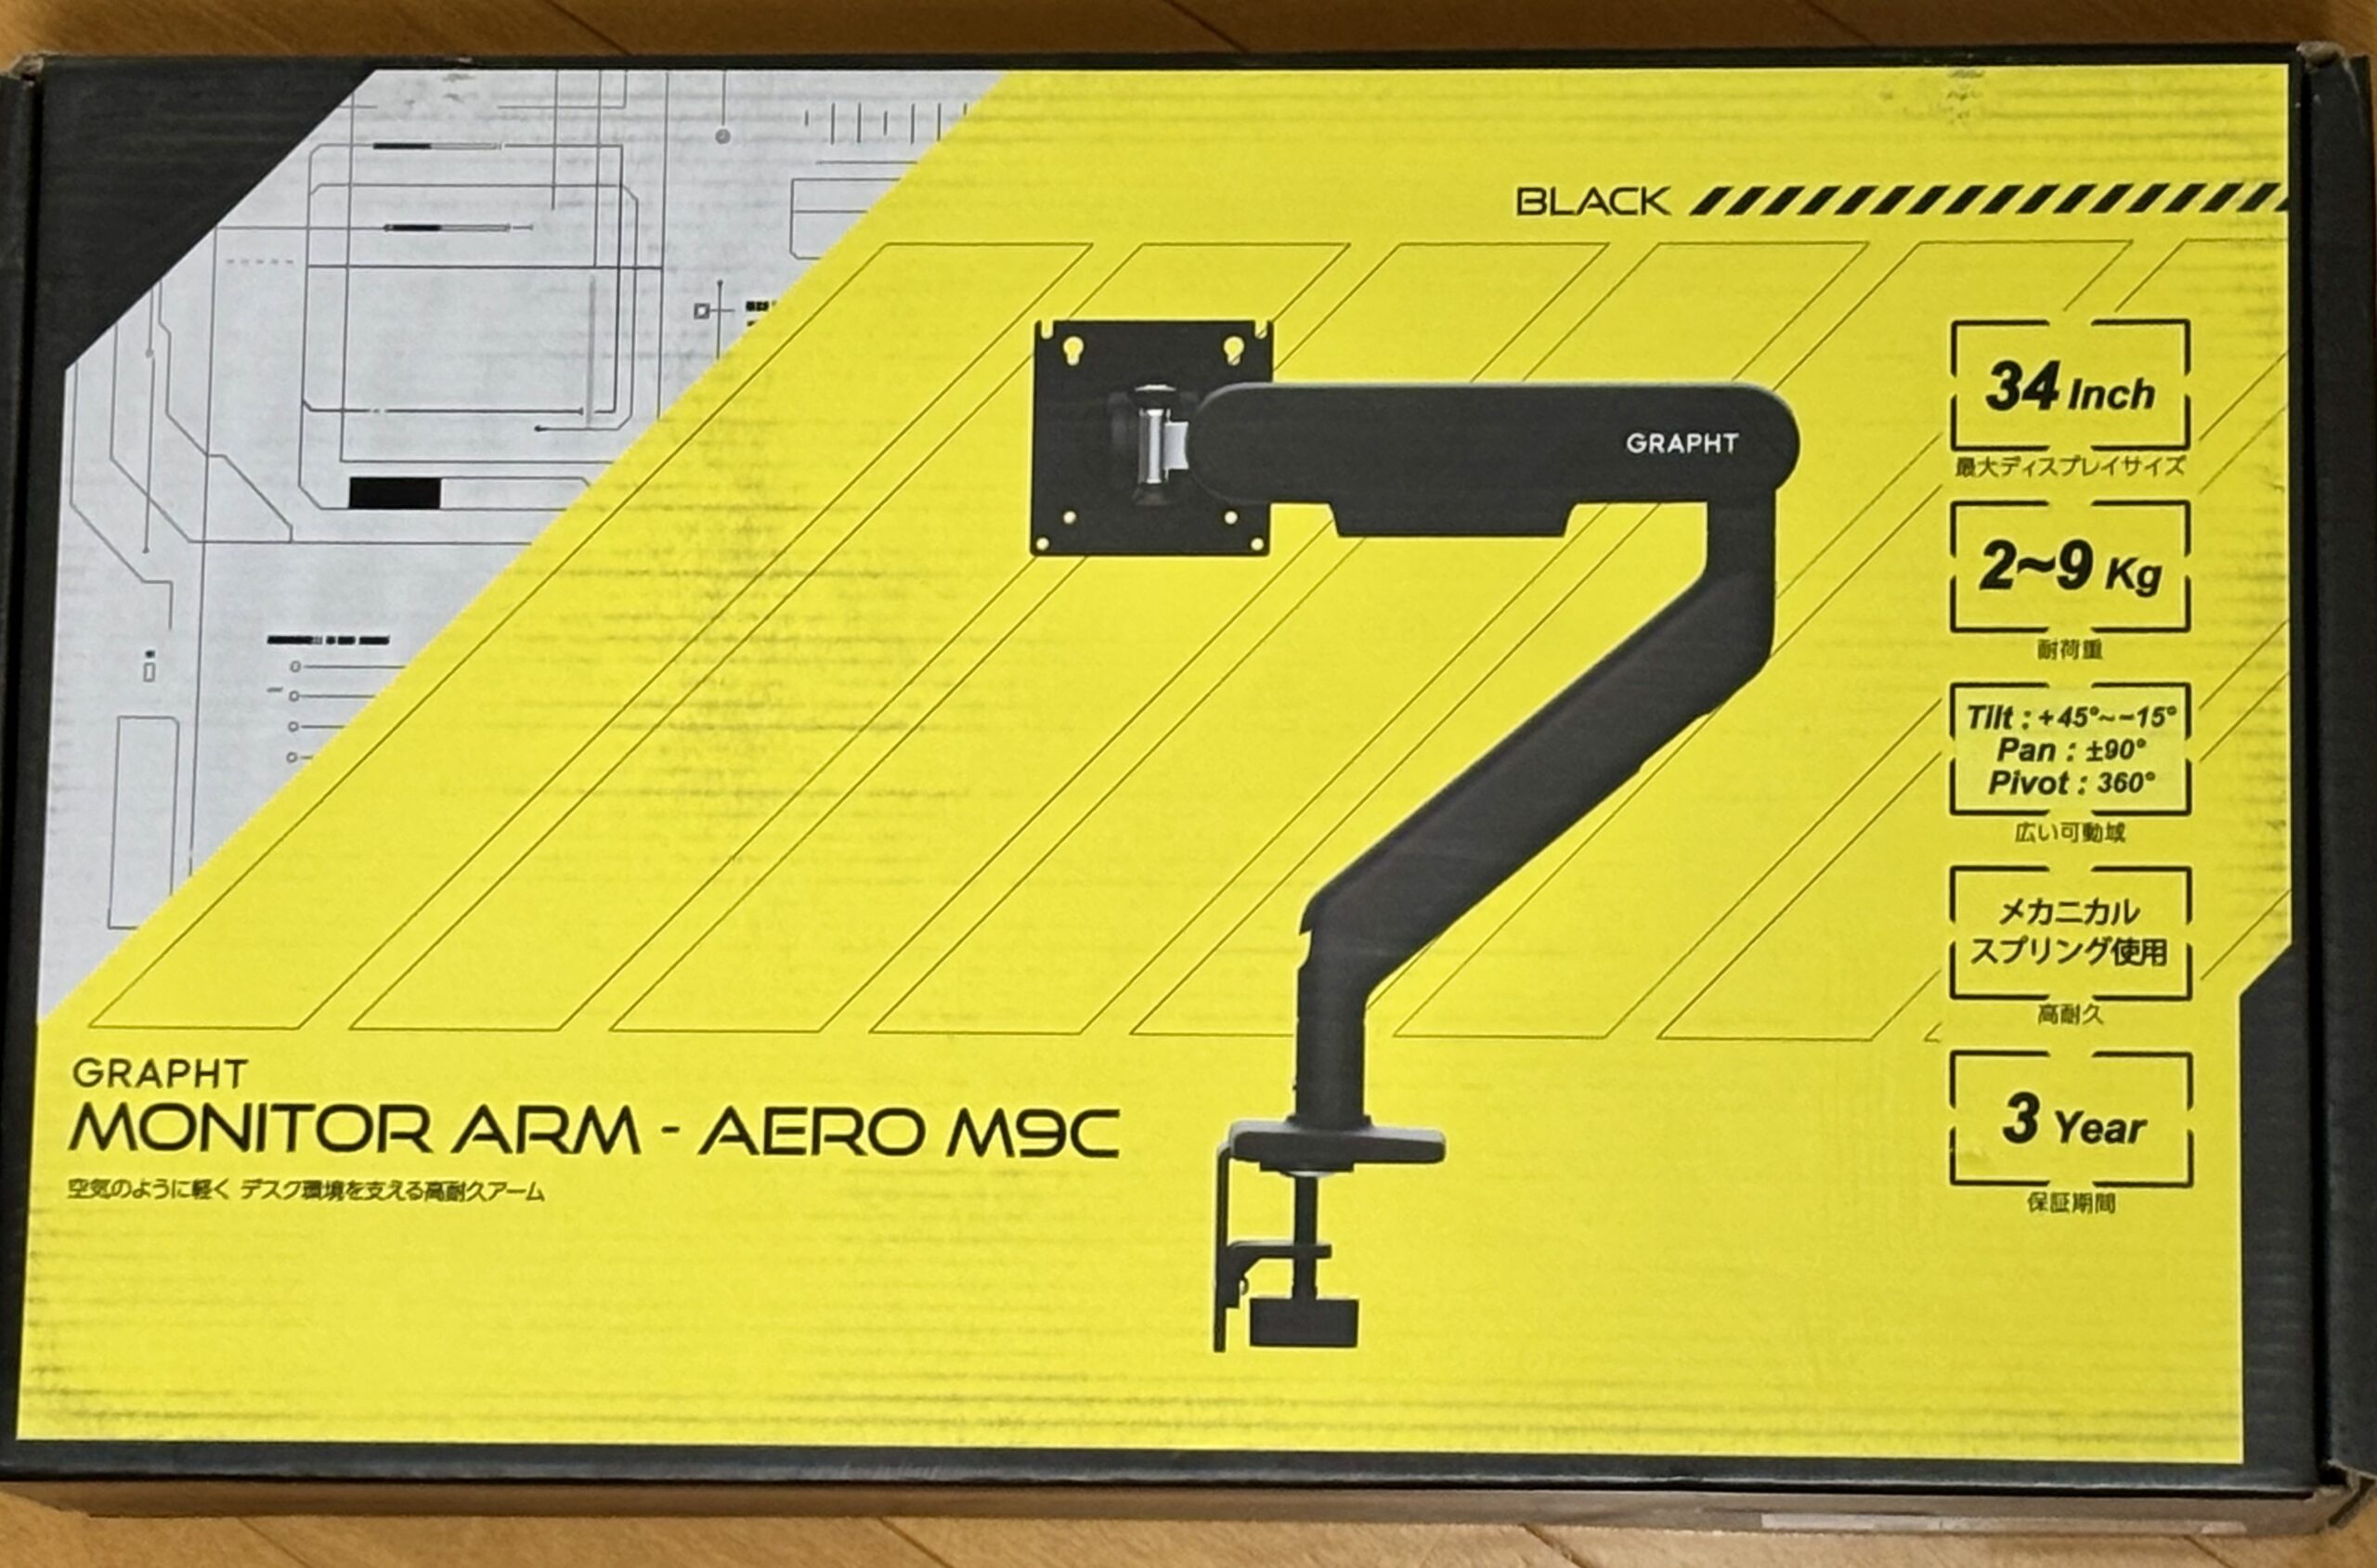 BLACK
GRAPHT
34 Inch
最大ディスプレイサイズ
2~9 Kg
耐荷重
Tilt : +45°~-15°
Pan : ±90°
Pivot : 360°
広い可動域
メカニカル
スプリング使用
高耐久
3 Year
保証期間
GRAPHT
MONITOR ARM - AERO M9C
空気のように軽く デスク環境を支える高耐久アーム